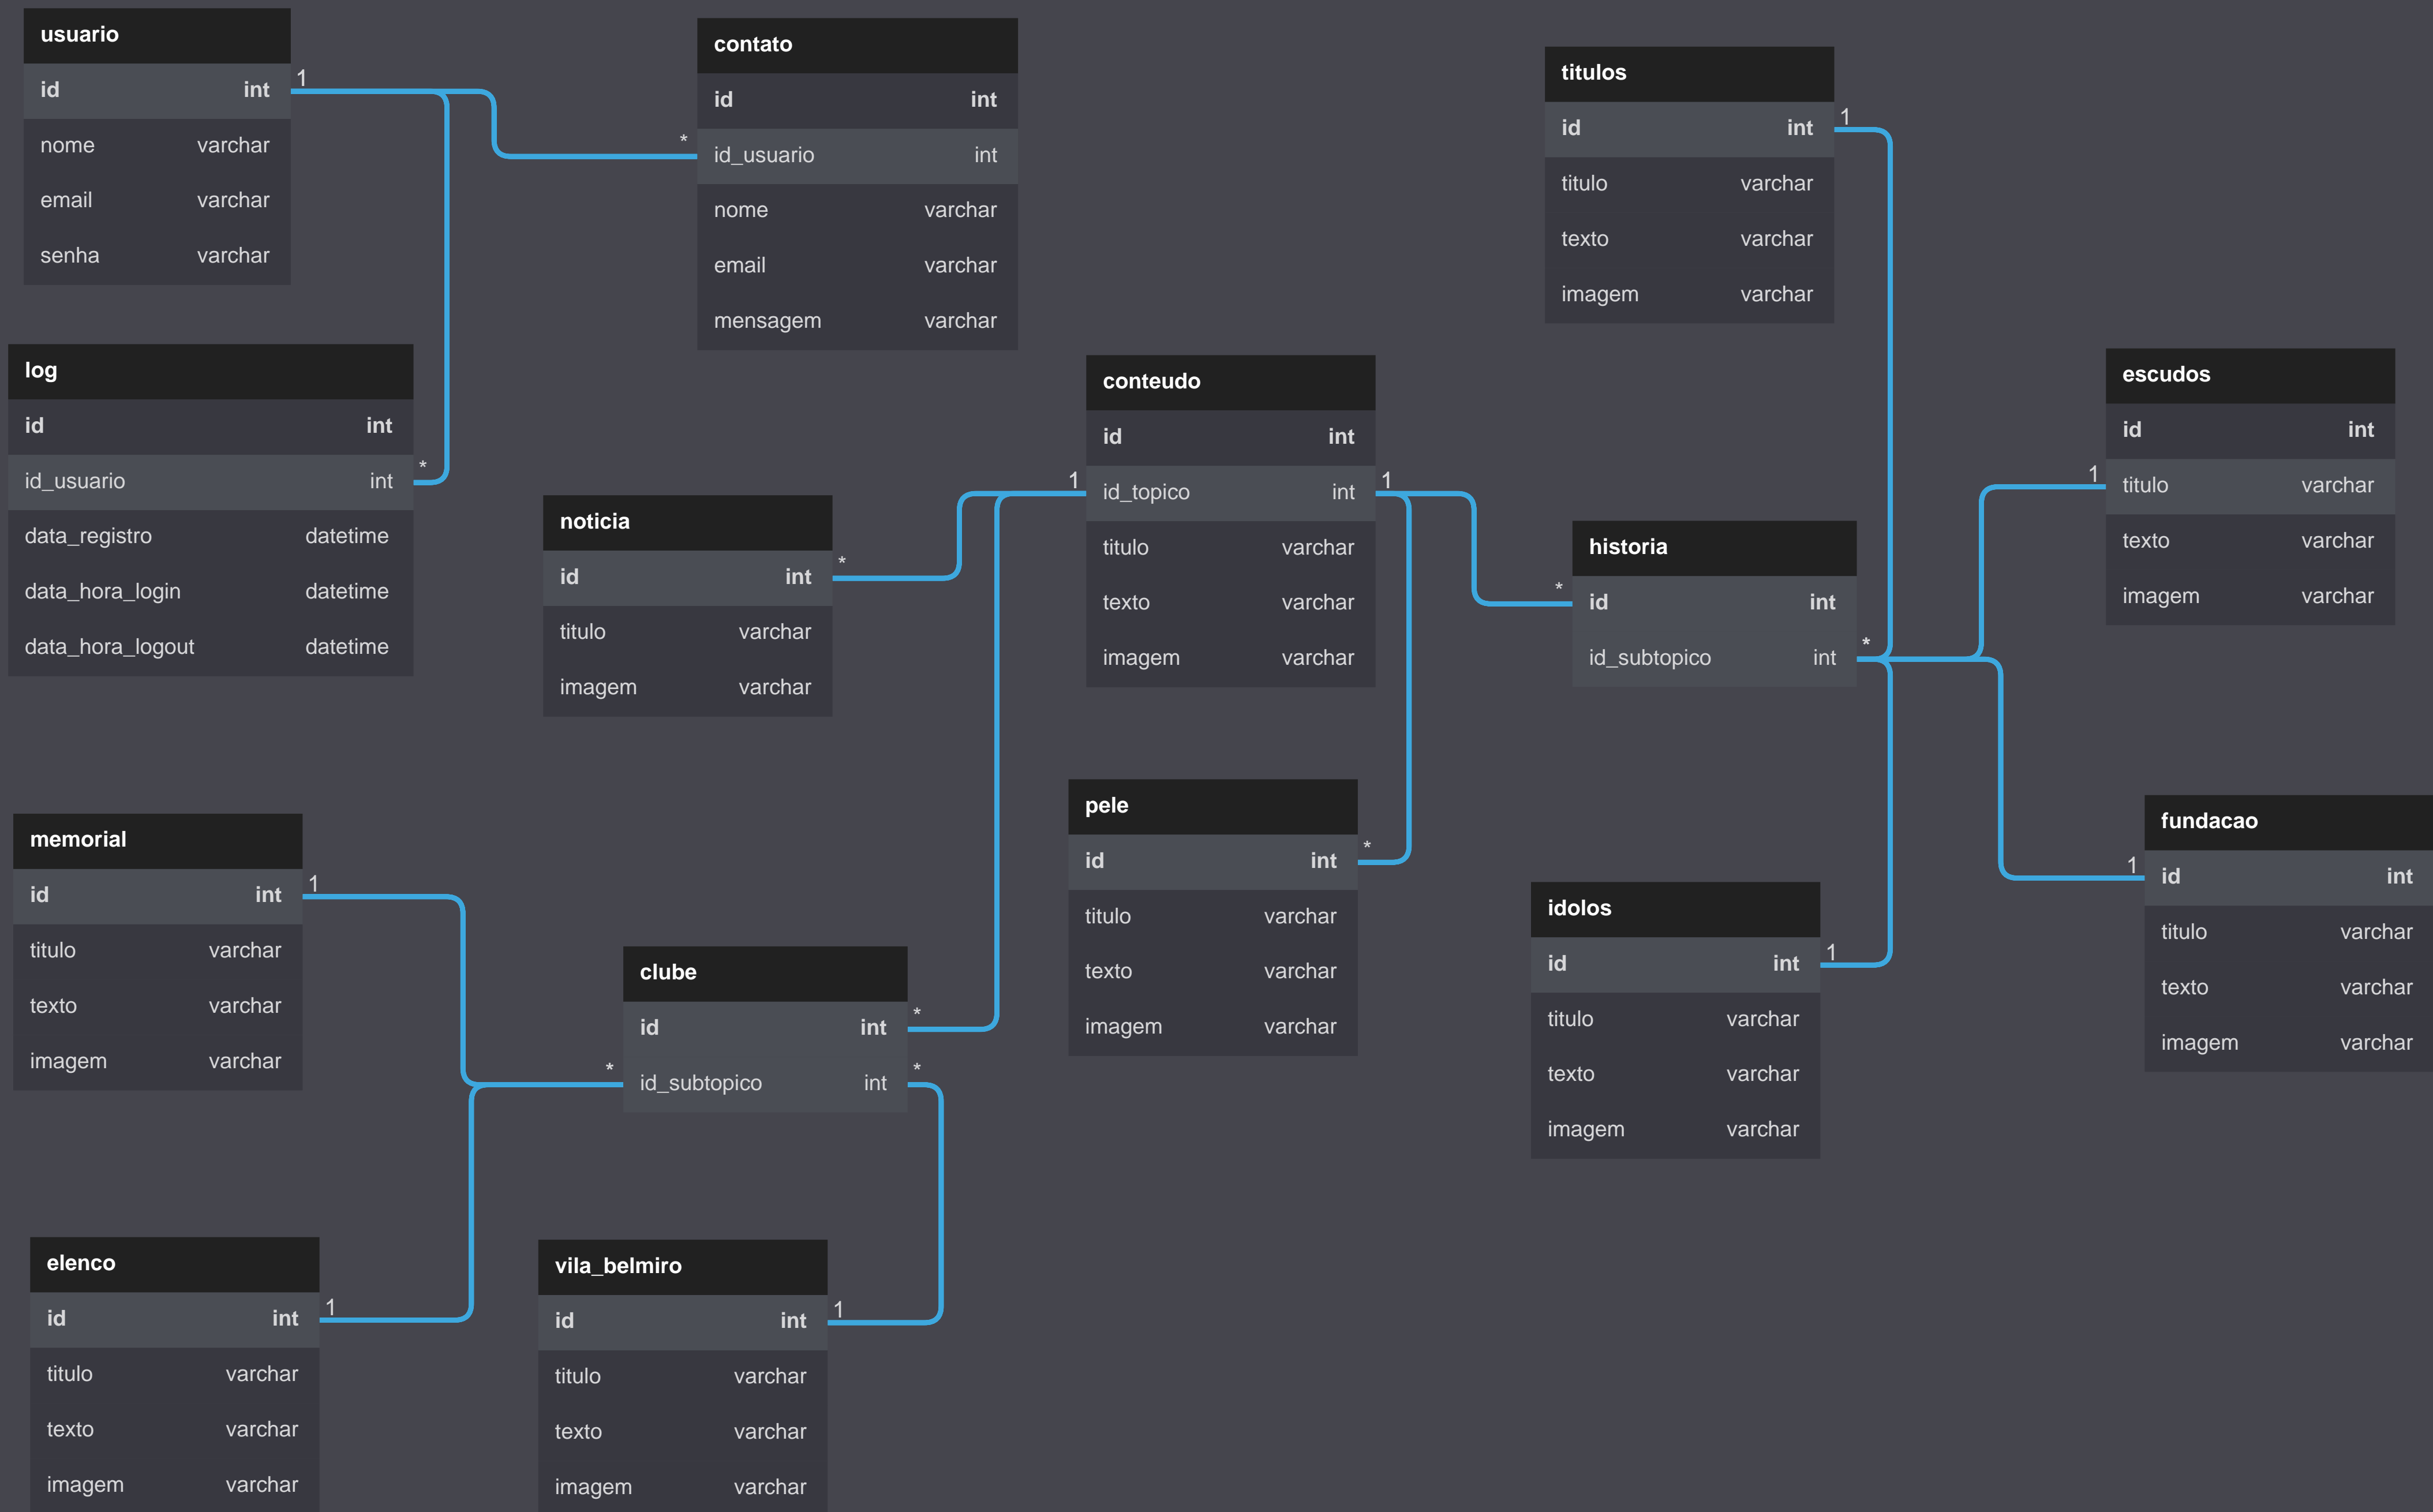 usuario
id int
nome varchar
email varchar
senha varchar
1
contato
id int
* id_usuario int
nome varchar
email varchar
mensagem varchar
titulos
id int
titulo varchar
texto varchar
imagem varchar
1
log
id int
id_usuario int *
data_registro datetime
data_hora_login datetime
data_hora_logout datetime
noticia
id int *
titulo varchar
imagem varchar
conteudo
id int
1 id_topico int 1
titulo varchar
texto varchar
imagem varchar
historia
* id int
id_subtopico int *
escudos
id int
1 titulo varchar
texto varchar
imagem varchar
memorial
id int 1
titulo varchar
texto varchar
imagem varchar
clube
id int *
* id_subtopico int *
pele
id int *
titulo varchar
texto varchar
imagem varchar
idolos
id int 1
titulo varchar
texto varchar
imagem varchar
fundacao
1 id int
titulo varchar
texto varchar
imagem varchar
elenco
id int 1
titulo varchar
texto varchar
imagem varchar
vila_belmiro
id int 1
titulo varchar
texto varchar
imagem varchar